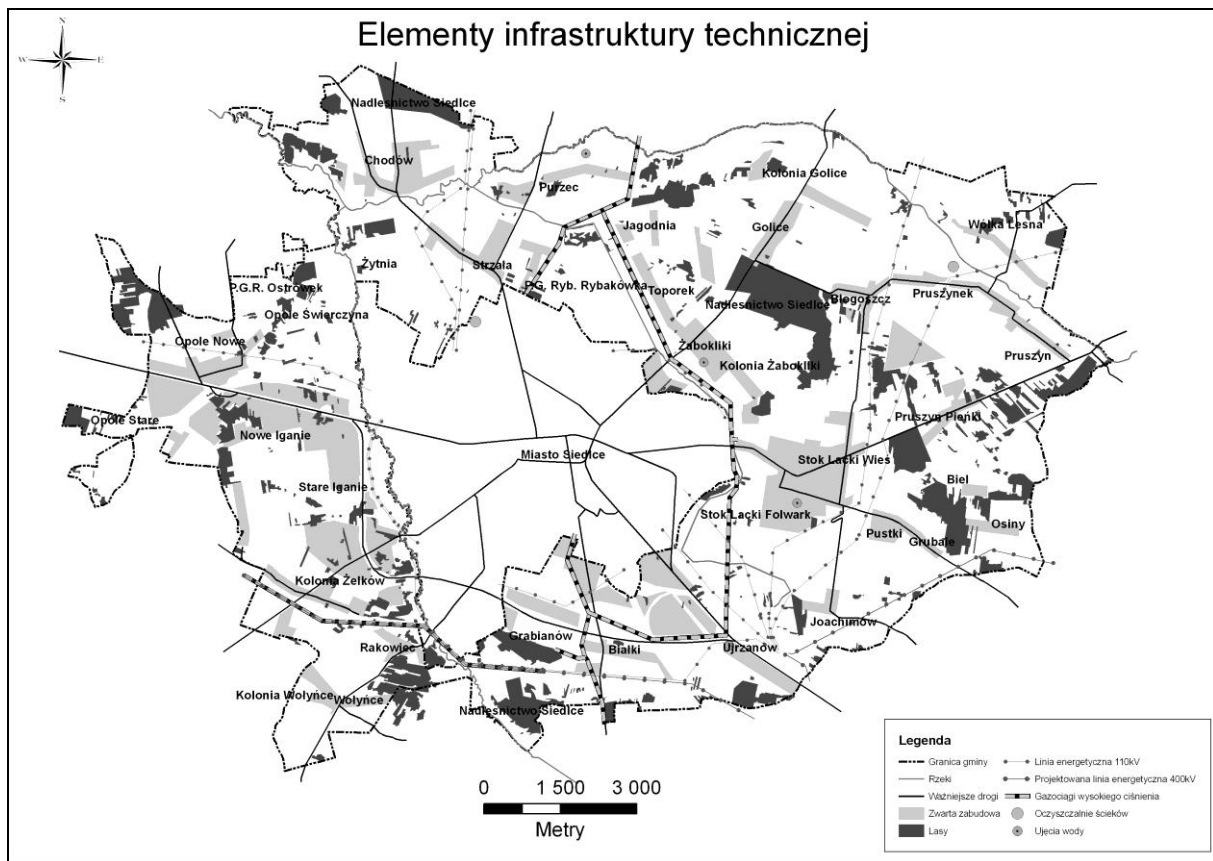 Elementy infrastruktury technicznej
N
W
E
S
Nadleśnictwo Siedlce
Chodów
Purzec
Kolonia Golice
Jagodnia
Golice
Wólka Leśna
Żytnia
Strzała
P.G.R. Ostrówek
P.G. Ryb. Rybakówka
Toporek
Nadleśnictwo Siedlce
Błogoszcz
Pruszynek
Opole Świerczyna
Opole Nowe
Żabokliki
Pruszyn
Kolonia Żabokliki
Opole Stare
Nowe Iganie
Pruszyn Pieńki
Miasto Siedlce
Stok Lacki Wieś
Stare Iganie
Biel
Stok Lacki Folwark
Osiny
Pustki
Grubale
Kolonia Żelków
Joachimów
Grabianów
Rakowiec
Białki
Ujrzanów
Kolonia Wołyńce
Wołyńce
Nadleśnictwo Siedlce
0 1 500 3 000
Metry
Legenda
Granica gminy
Rzeki
Ważniejsze drogi
Zwarta zabudowa
Lasy
Linia energetyczna 110kV
Projektowana linia energetyczna 400kV
Gazociągi wysokiego ciśnienia
Oczyszczalnie ścieków
Ujęcia wody